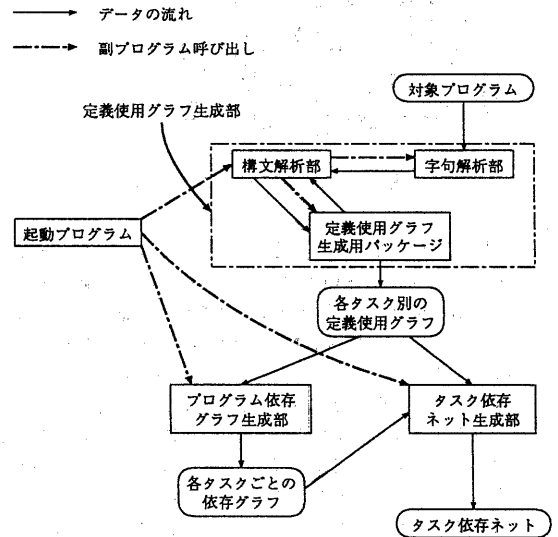 データの流れ
副プログラム呼び出し
対象プログラム
定義使用グラフ生成部
構文解析部
字句解析部
起動プログラム
定義使用グラフ
生成用パッケージ
各タスク別の
定義使用グラフ
プログラム依存
グラフ生成部
タスク依存
ネット生成部
各タスクごとの
依存グラフ
タスク依存ネット